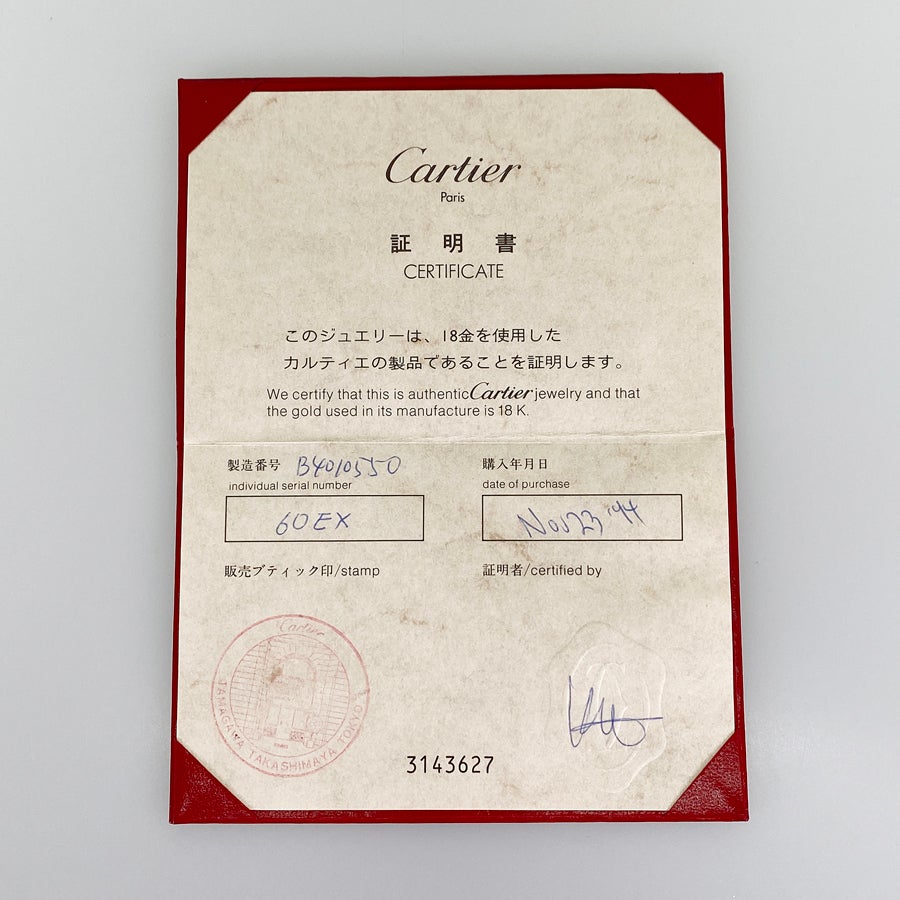 Cartier
Paris
証明書
CERTIFICATE
このジュエリーは、18金を使用した
カルティエの製品であることを証明します。
We certify that this is authentic Cartier jewelry and that
the gold used in its manufacture is 18 K.
製造番号 B4010550
individual serial number
60EX
購入年月日
date of purchase
Nov 23 '94
販売ブティック印/stamp
証明者/certified by
Cartier
TAKASHIMAYA TOKYO
3143627